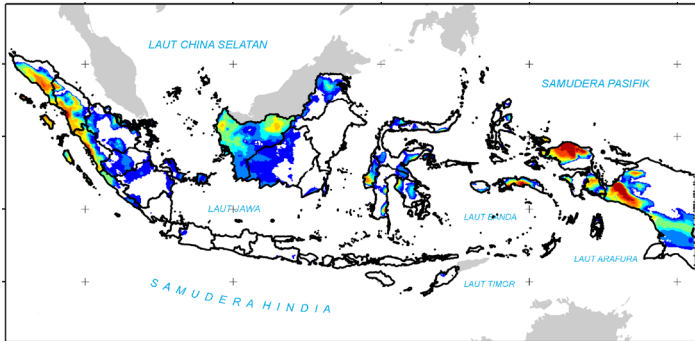 LAUT CHINA SELATAN
SAMUDERA PASIFIK
LAUT JAWA
LAUT BANDA
LAUT ARAFURA
SAMUDERA HINDIA
LAUT TIMOR